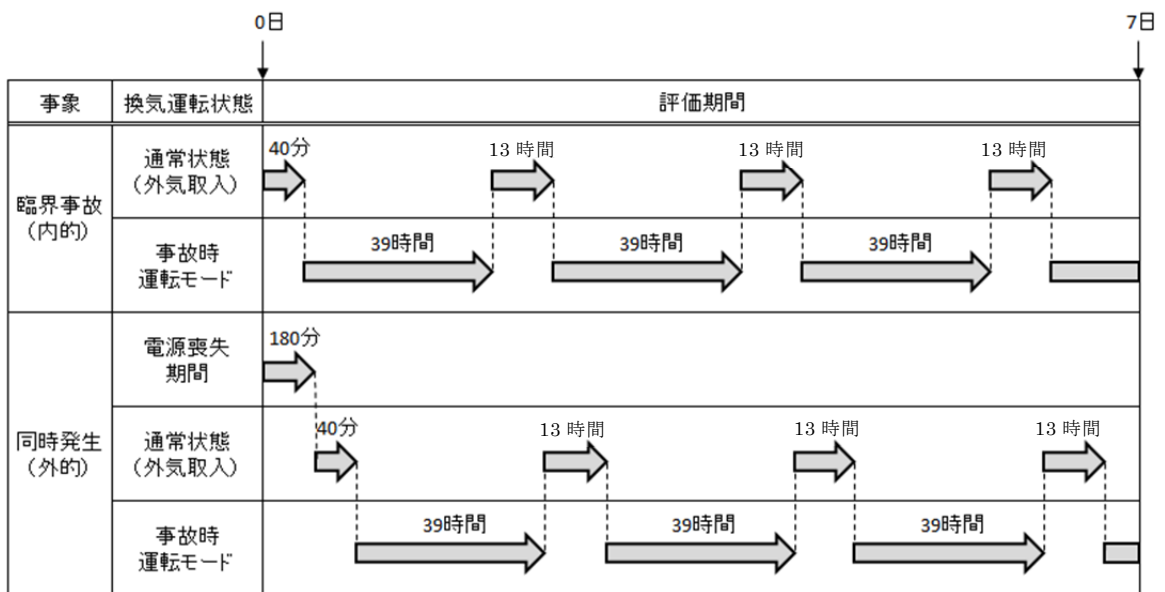 0日
7日
事象
換気運転状態
評価期間
臨界事故
(内的)
通常状態
(外気取入)
40分
13 時間
13 時間
13 時間
事故時
運転モード
39時間
39時間
39時間
同時発生
(外的)
電源喪失
期間
180分
通常状態
(外気取入)
40分
13 時間
13 時間
13 時間
事故時
運転モード
39時間
39時間
39時間